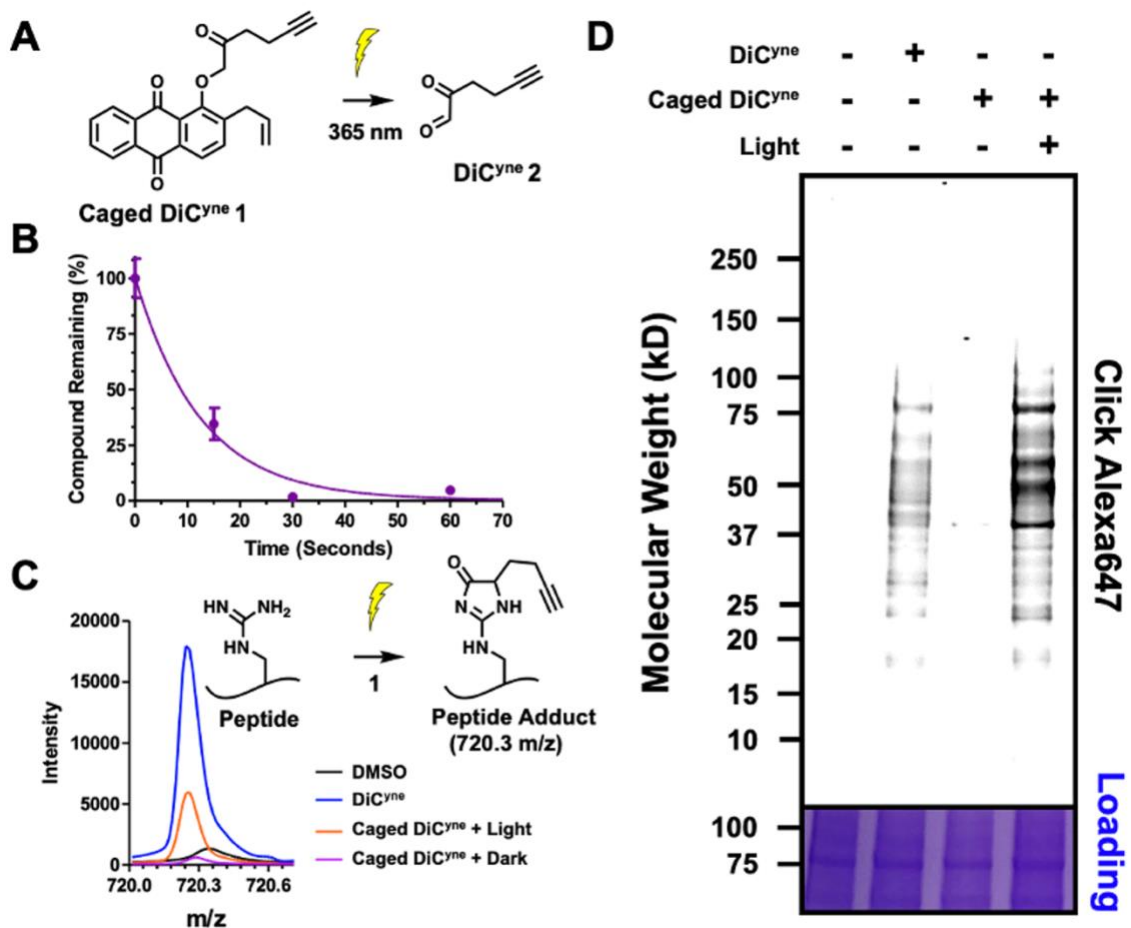 A
O
O
O
O
365 nm
O
O
DiCyne 2
Caged DiCyne 1
B
Compound Remaining (%)
100
75
50
25
0
0 10 20 30 40 50 60 70
Time (Seconds)
C
Intensity
20000
15000
10000
5000
0
720.0 720.3 720.6
m/z
HN NH2
HN
Peptide
1
O
N NH
HN
Peptide Adduct
(720.3 m/z)
DMSO
DiCyne
Caged DiCyne + Light
Caged DiCyne + Dark
D
DiCyne - + - -
Caged DiCyne - - + +
Light - - - +
Molecular Weight (kD)
250
150
100
75
50
37
25
20
15
10
100
75
Click Alexa647
Loading